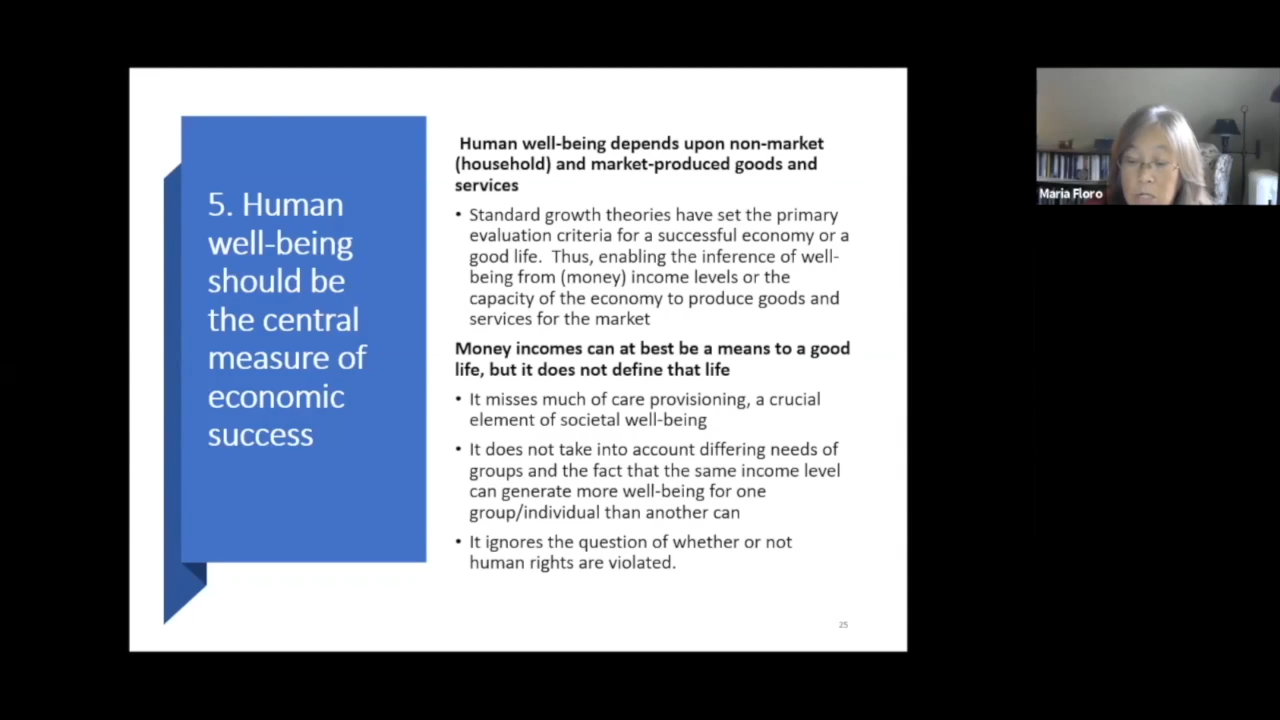 5. Human
well-being
should be
the central
measure of
economic
success
Human well-being depends upon non-market
(household) and market-produced goods and
services
• Standard growth theories have set the primary
evaluation criteria for a successful economy or a
good life.  Thus, enabling the inference of well-
being from (money) income levels or the
capacity of the economy to produce goods and
services for the market
Money incomes can at best be a means to a good
life, but it does not define that life
• It misses much of care provisioning, a crucial
element of societal well-being
• It does not take into account differing needs of
groups and the fact that the same income level
can generate more well-being for one
group/individual than another can
• It ignores the question of whether or not
human rights are violated.
25
Maria Floro